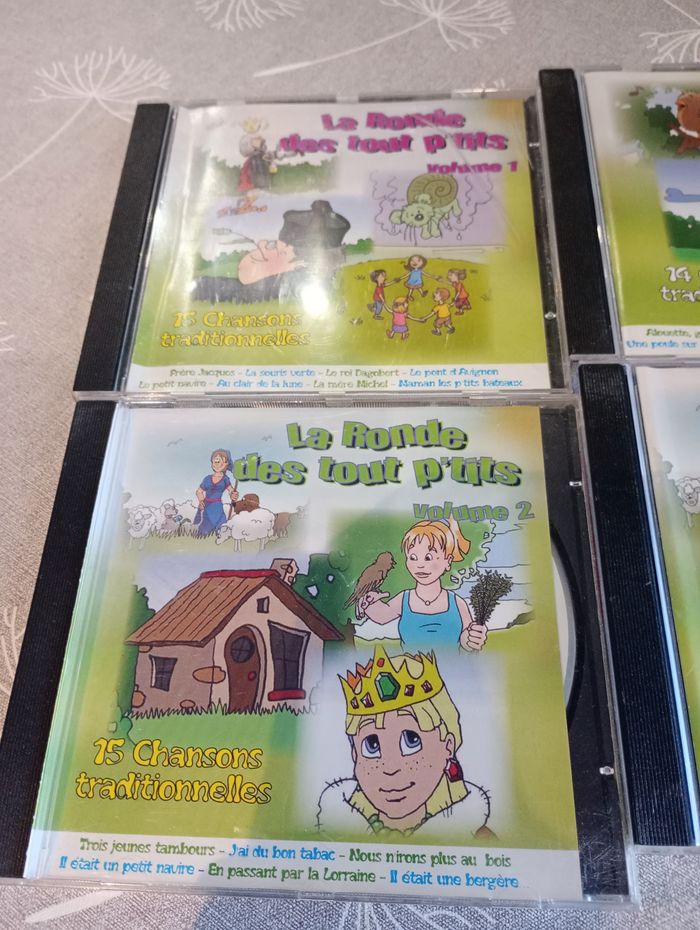 La Ronde
des tout p'tits
Volume 1
15 Chansons
traditionnelles
Frère Jacques - La souris verte - Le roi Dagobert - Le pont d'Avignon
Le petit navire - Au clair de la lune - La mère Michel - Maman les p'tits bateaux
14
Alouette, g
Une poule sur
La Ronde
des tout p'tits
Volume 2
15 Chansons
traditionnelles
Trois jeunes tambours - J'ai du bon tabac - Nous n'irons plus au bois
Il était un petit navire - En passant par la Lorraine - Il était une bergère